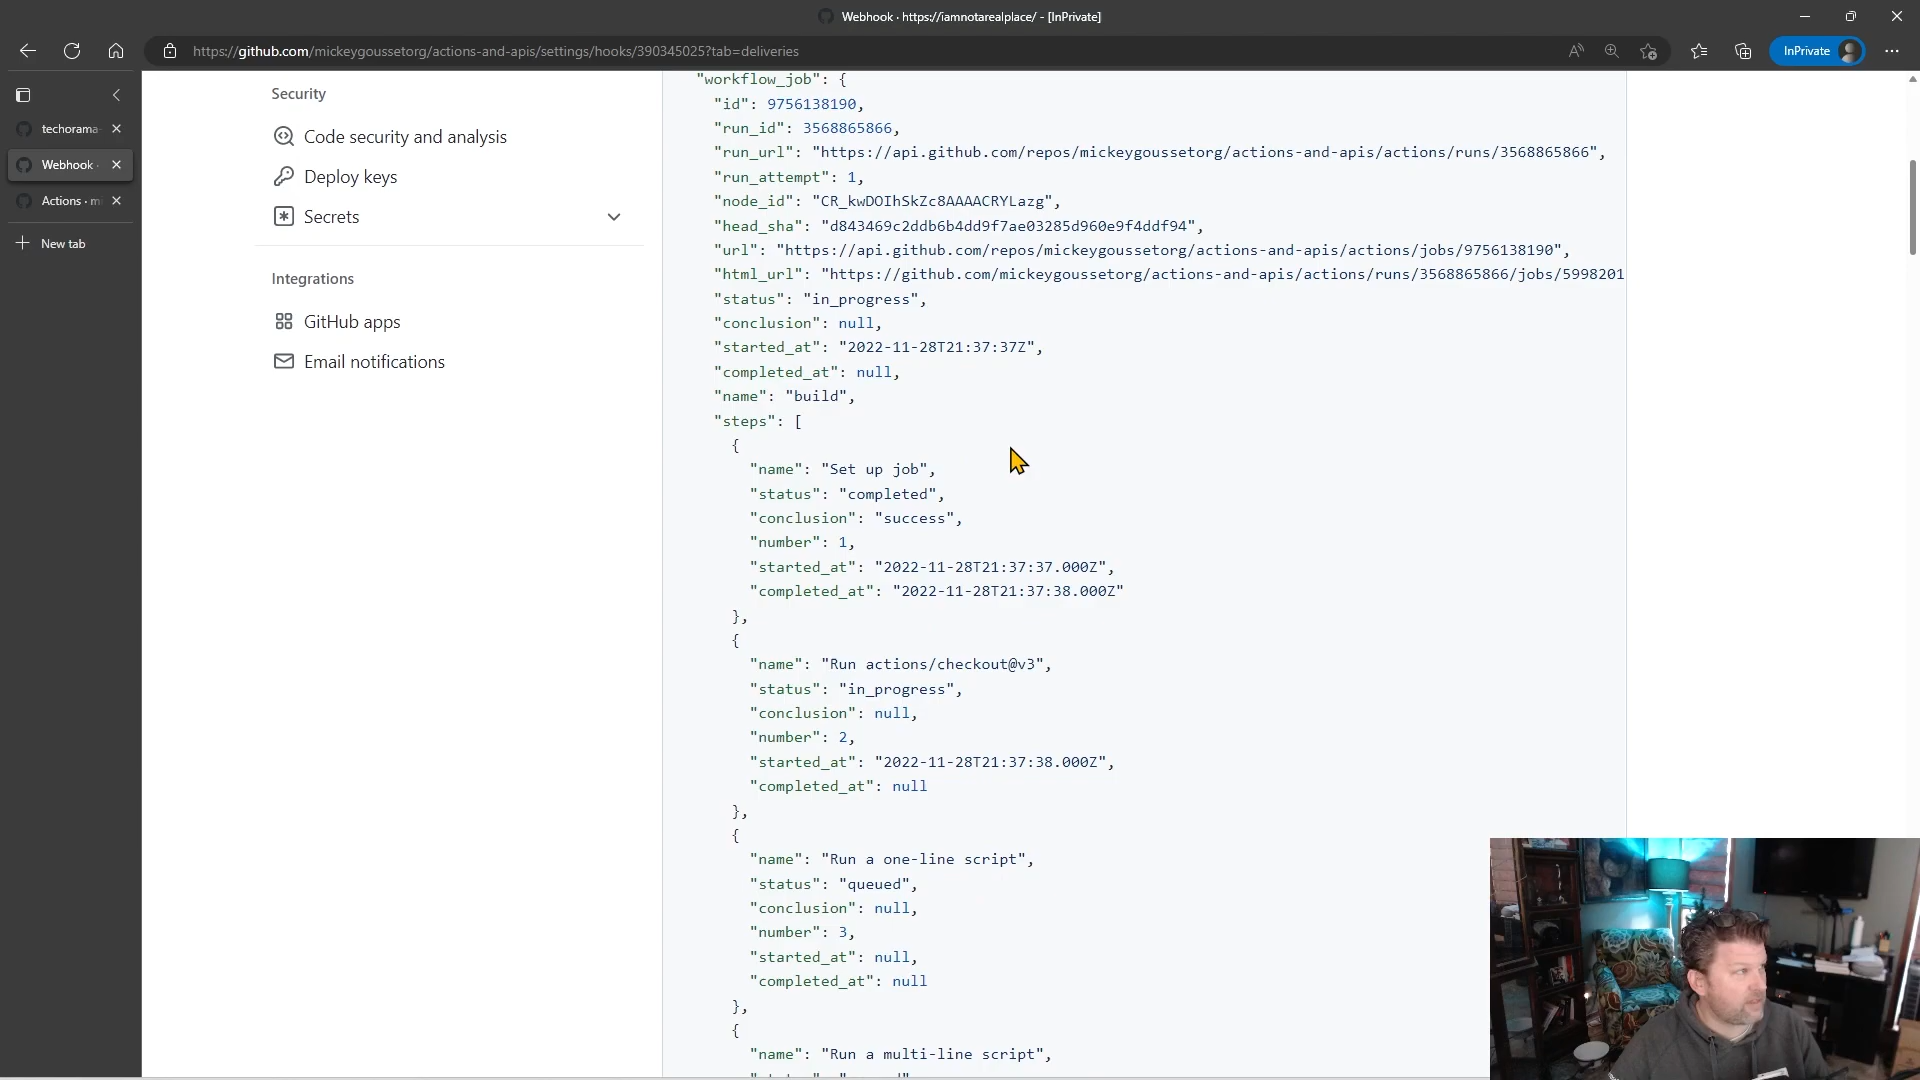 Webhook · https://iamnotarealplace/ - [InPrivate]
https://github.com/mickeygoussetorg/actions-and-apis/settings/hooks/390345025?tab=deliveries
InPrivate
techorama-
Webhook ·
Actions · m
New tab
Security
Code security and analysis
Deploy keys
Secrets
Integrations
GitHub apps
Email notifications
"workflow_job": {
"id": 9756138190,
"run_id": 3568865866,
"run_url": "https://api.github.com/repos/mickeygoussetorg/actions-and-apis/actions/runs/3568865866",
"run_attempt": 1,
"node_id": "CR_kwDOIhSkZc8AAAACRYLazg",
"head_sha": "d843469c2ddb6b4dd9f7ae03285d960e9f4ddf94",
"url": "https://api.github.com/repos/mickeygoussetorg/actions-and-apis/actions/jobs/9756138190",
"html_url": "https://github.com/mickeygoussetorg/actions-and-apis/actions/runs/3568865866/jobs/5998201
"status": "in_progress",
"conclusion": null,
"started_at": "2022-11-28T21:37:37Z",
"completed_at": null,
"name": "build",
"steps": [
{
"name": "Set up job",
"status": "completed",
"conclusion": "success",
"number": 1,
"started_at": "2022-11-28T21:37:37.000Z",
"completed_at": "2022-11-28T21:37:38.000Z"
},
{
"name": "Run actions/checkout@v3",
"status": "in_progress",
"conclusion": null,
"number": 2,
"started_at": "2022-11-28T21:37:38.000Z",
"completed_at": null
},
{
"name": "Run a one-line script",
"status": "queued",
"conclusion": null,
"number": 3,
"started_at": null,
"completed_at": null
},
{
"name": "Run a multi-line script",